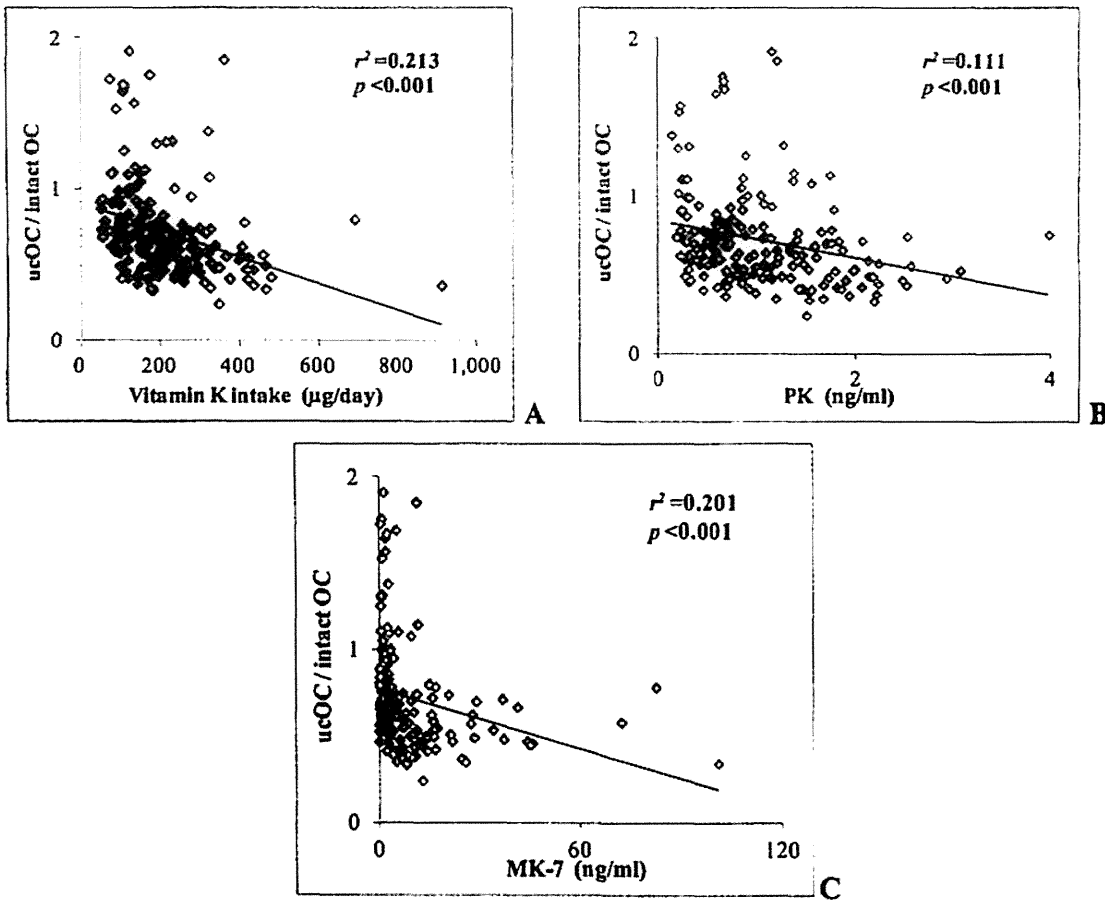 2
r²=0.213
p<0.001
ucOC / intact OC
1
0
0 200 400 600 800 1,000
Vitamin K intake (μg/day)
A
2
r²=0.111
p<0.001
ucOC / intact OC
1
0
0 2 4
PK (ng/ml)
B
2
r²=0.201
p<0.001
ucOC / intact OC
1
0
0 60 120
MK-7 (ng/ml)
C